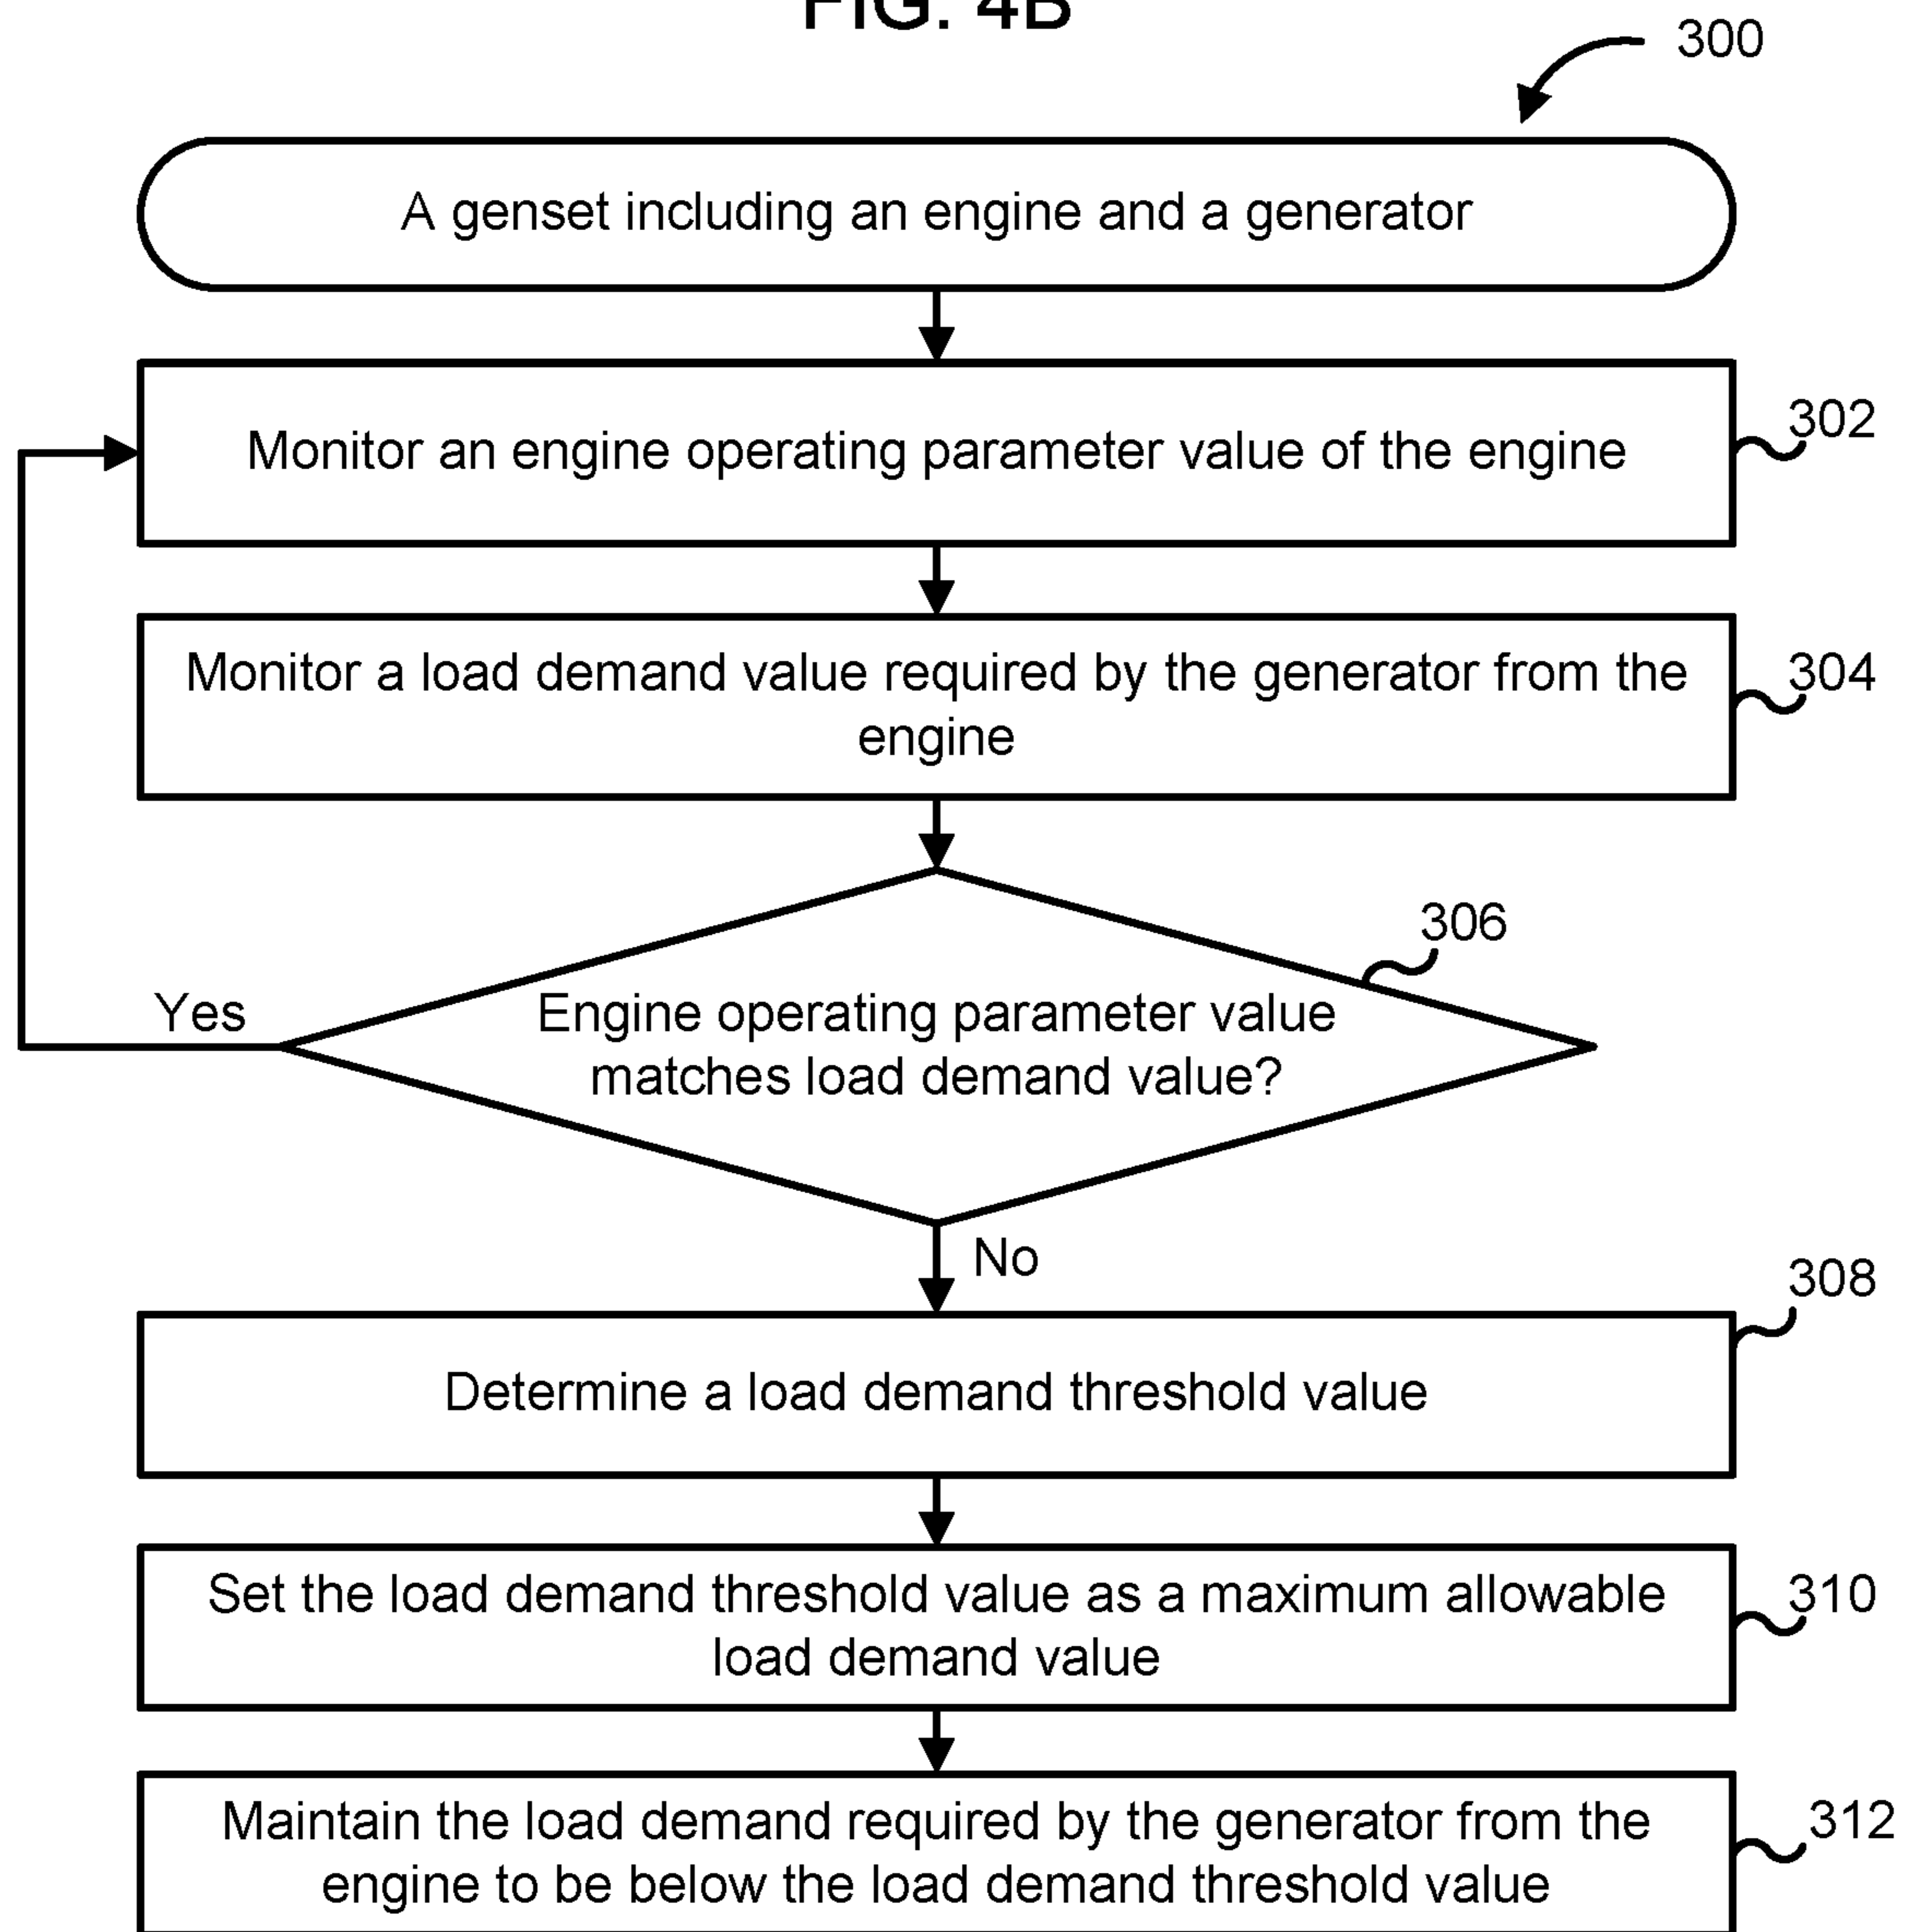 FIG. 4B
300
A genset including an engine and a generator
Monitor an engine operating parameter value of the engine
302
Monitor a load demand value required by the generator from the
engine
304
306
Engine operating parameter value
matches load demand value?
Yes
No
308
Determine a load demand threshold value
Set the load demand threshold value as a maximum allowable
load demand value
310
Maintain the load demand required by the generator from the
engine to be below the load demand threshold value
312